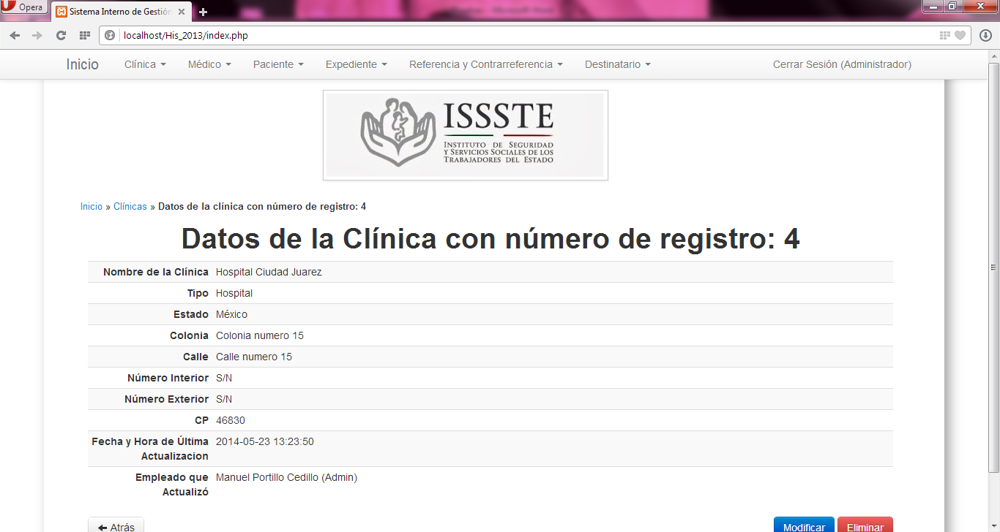 Opera
Sistema Interno de Gestión
localhost/His_2013/index.php
Inicio Clínica Médico Paciente Expediente Referencia y Contrarreferencia Destinatario Cerrar Sesión (Administrador)
ISSSTE
INSTITUTO DE SEGURIDAD
Y SERVICIOS SOCIALES DE LOS
TRABAJADORES DEL ESTADO
Inicio » Clínicas » Datos de la clínica con número de registro: 4
Datos de la Clínica con número de registro: 4
Nombre de la Clínica Hospital Ciudad Juarez
Tipo Hospital
Estado México
Colonia Colonia numero 15
Calle Calle numero 15
Número Interior S/N
Número Exterior S/N
CP 46830
Fecha y Hora de Última 2014-05-23 13:23:50
Actualizacion
Empleado que Manuel Portillo Cedillo (Admin)
Actualizó
Atrás Modificar Eliminar